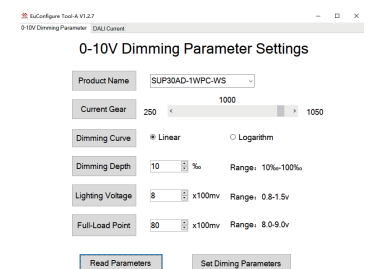 EuConfigure Tool-A V1.2.7
0-10V Dimming Parameter DALI Current
0-10V Dimming Parameter Settings
Product Name SUP30AD-1WPC-WS
1000
Current Gear 250 1050
Dimming Curve Linear Logarithm
Dimming Depth 10 ‰ Range：10‰-100‰
Lighting Voltage 8 x100mv Range：0.8-1.5v
Full-Load Point 80 x100mv Range：8.0-9.0v
Read Parameters Set Diming Parameters